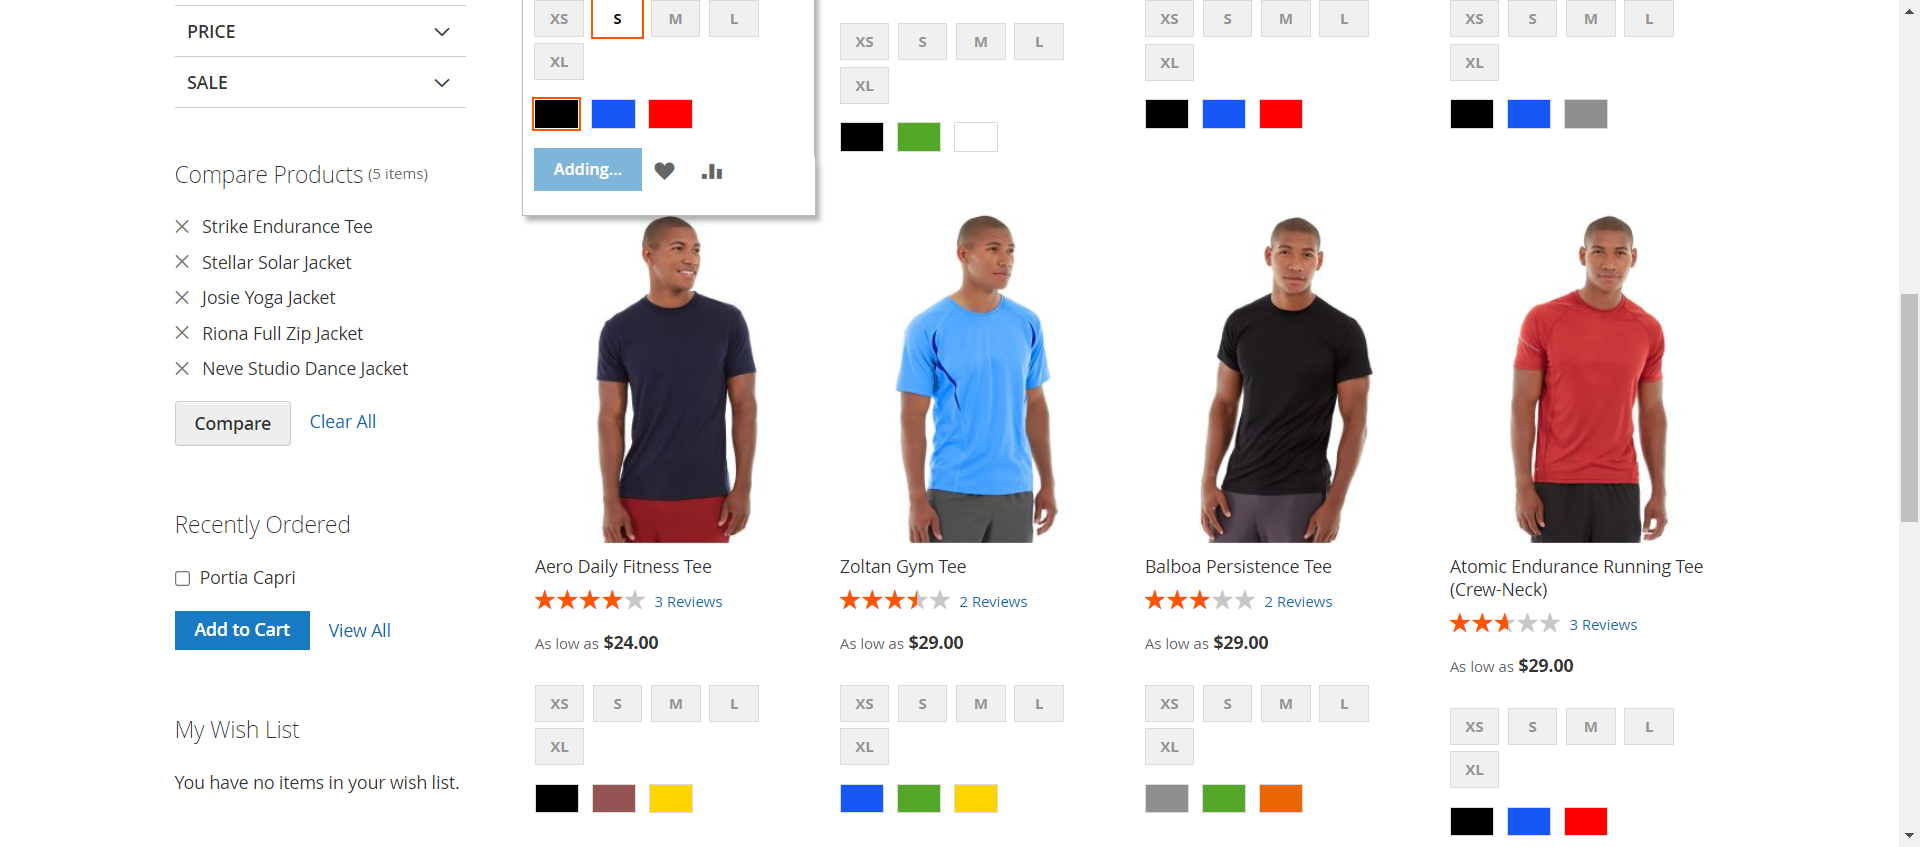 PRICE
SALE
Compare Products (5 items)
Strike Endurance Tee
Stellar Solar Jacket
Josie Yoga Jacket
Riona Full Zip Jacket
Neve Studio Dance Jacket
Compare Clear All
Recently Ordered
Portia Capri
Add to Cart View All
My Wish List
You have no items in your wish list.
XS S M L
XL
Adding...
XS S M L
XL
XS S M L
XL
XS S M L
XL
Aero Daily Fitness Tee
3 Reviews
As low as $24.00
XS S M L
XL
Zoltan Gym Tee
2 Reviews
As low as $29.00
XS S M L
XL
Balboa Persistence Tee
2 Reviews
As low as $29.00
XS S M L
XL
Atomic Endurance Running Tee
(Crew-Neck)
3 Reviews
As low as $29.00
XS S M L
XL